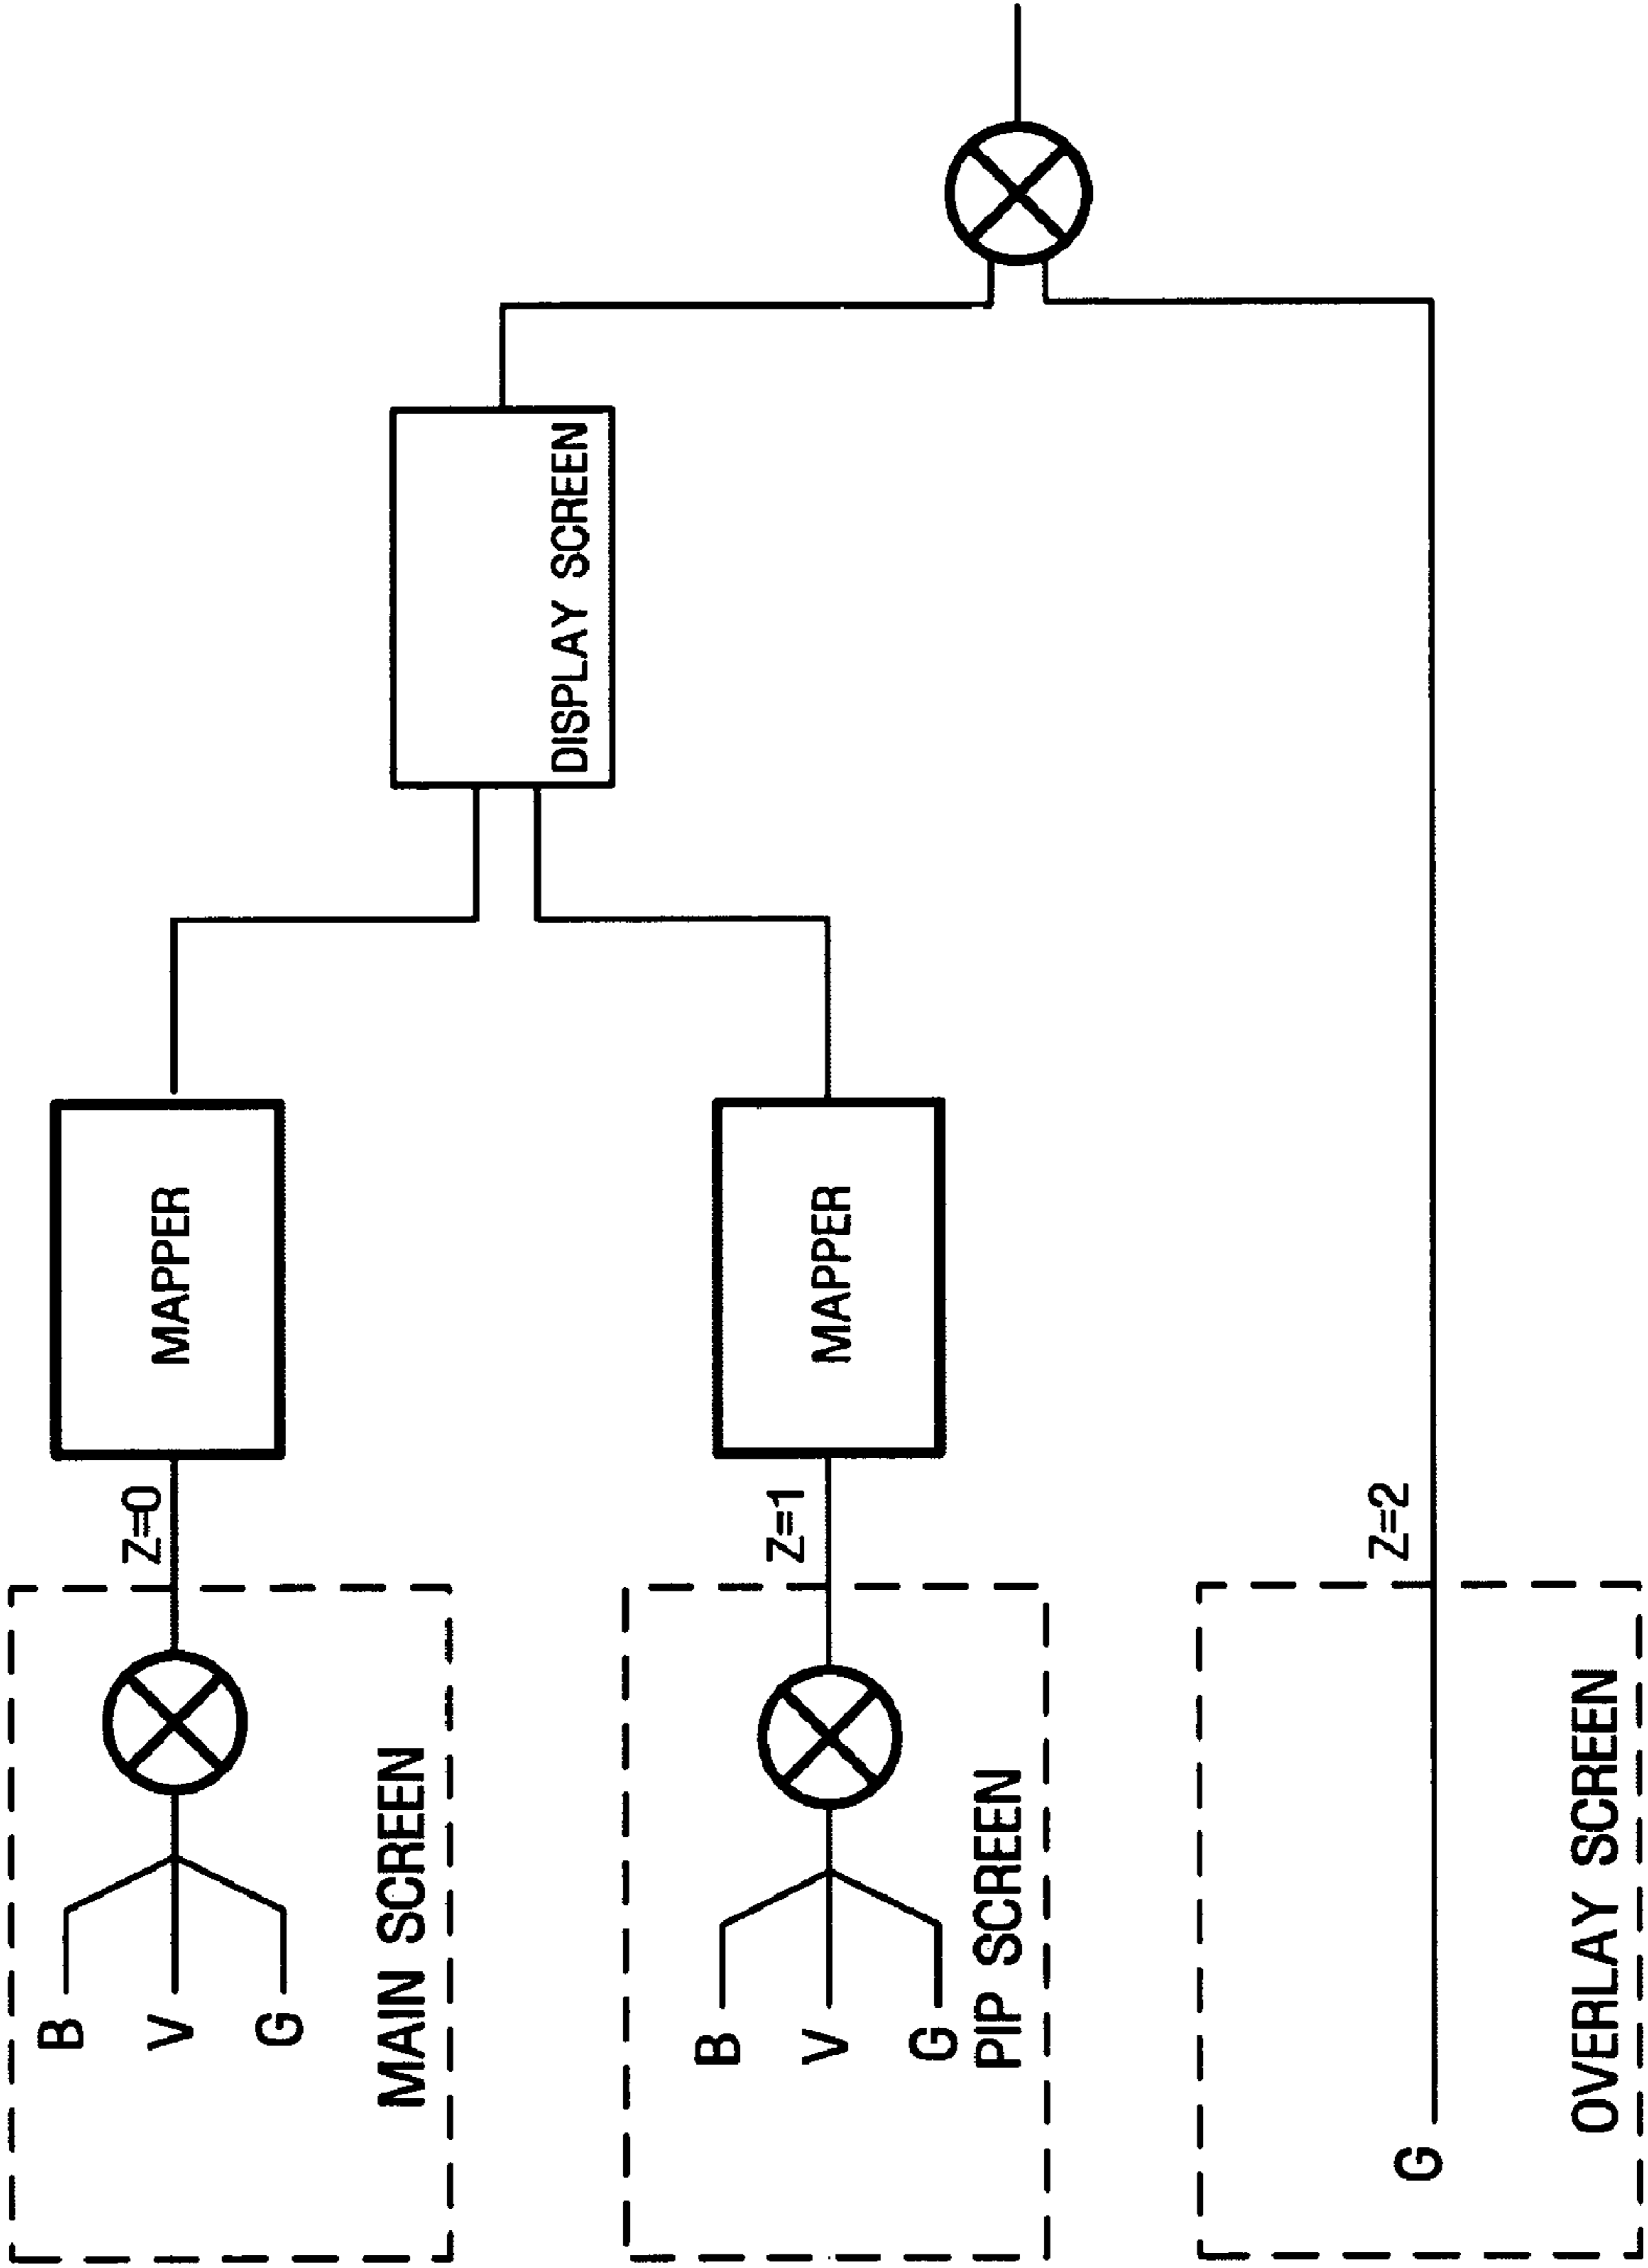 B
V
G
MAIN SCREEN
Z=0
MAPPER
B
V
G
PIP SCREEN
Z=1
MAPPER
DISPLAY SCREEN
G
OVERLAY SCREEN
Z=2